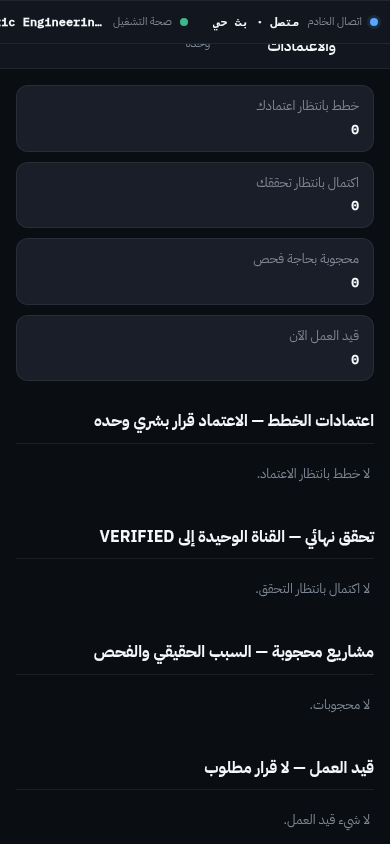 اتصال الخادم متصل · بث حي صحة التشغيل ic Engineerin…
والاعتمادات وحده
خطط بانتظار اعتمادك
0
اكتمال بانتظار تحققك
0
محجوبة بحاجة فحص
0
قيد العمل الآن
0
اعتمادات الخطط — الاعتماد قرار بشري وحده
لا خطط بانتظار الاعتماد.
تحقق نهائي — القناة الوحيدة إلى VERIFIED
لا اكتمال بانتظار التحقق.
مشاريع محجوبة — السبب الحقيقي والفحص
لا محجوبات.
قيد العمل — لا قرار مطلوب
لا شيء قيد العمل.